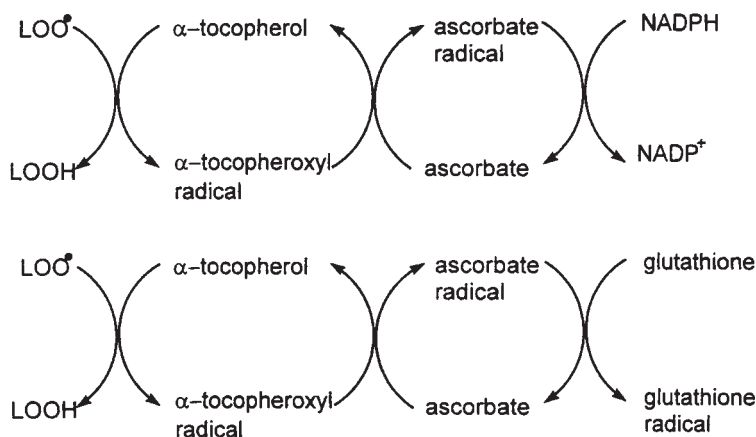 LOO• α–tocopherol ascorbate radical NADPH
LOOH α–tocopheroxyl radical ascorbate NADP+
LOO• α–tocopherol ascorbate radical glutathione
LOOH α–tocopheroxyl radical ascorbate glutathione radical